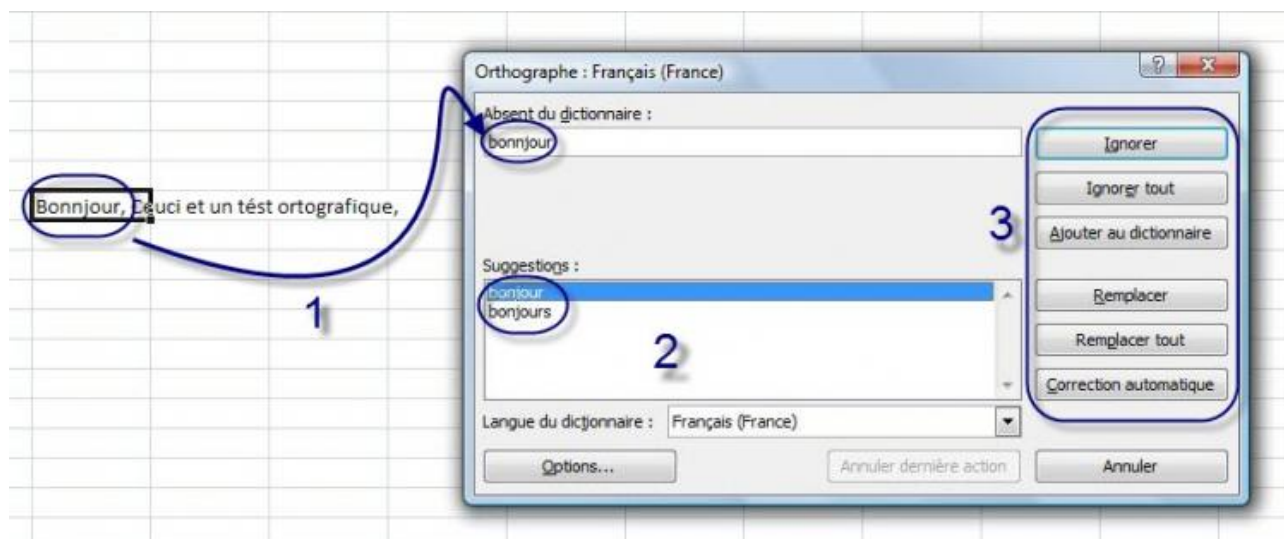 Orthographe : Français (France)
Absent du dictionnaire :
bonnjour
Ignorer
Ignorer tout
Bonnjour, Ceuci et un tést ortografique,
3
Ajouter au dictionnaire
Suggestions :
bonjour
bonjours
Remplacer
1
2
Remplacer tout
Correction automatique
Langue du dictionnaire : Français (France)
Options...
Annuler dernière action
Annuler